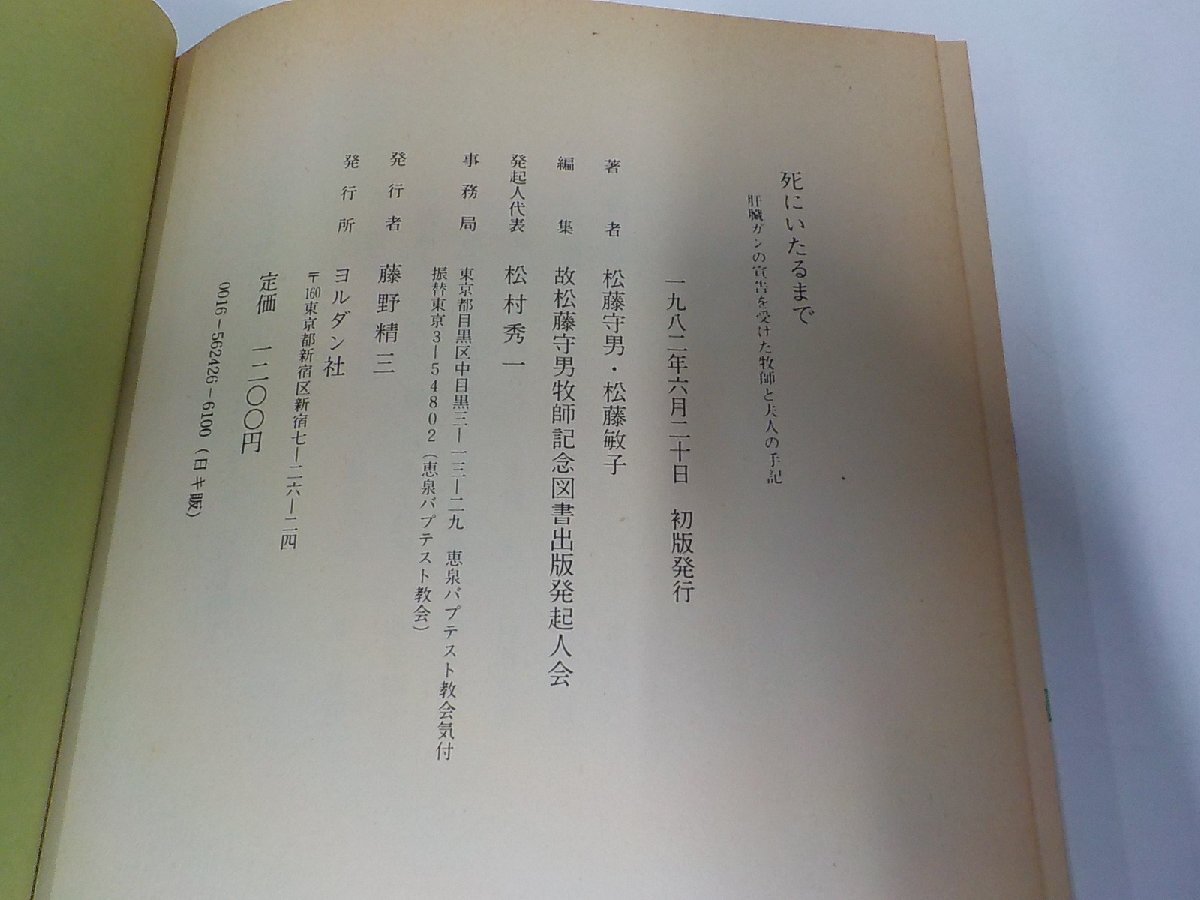 死にいたるまで
肝臓ガンの宣告を受けた牧師と夫人の手記
一九八二年六月二十日　初版発行
著者　松藤守男・松藤敏子
編集　故松藤守男牧師記念図書出版発起人会
発起人代表　松村秀一
事務局　東京都目黒区中目黒三―一三―二九　恵泉バプテスト教会気付
振替東京3―54802（恵泉バプテスト教会）
発行者　藤野精三
発行所　ヨルダン社
〒160東京都新宿区新宿七―二六―二四
定価　一二〇〇円
0016―562426―6100（日キ販）